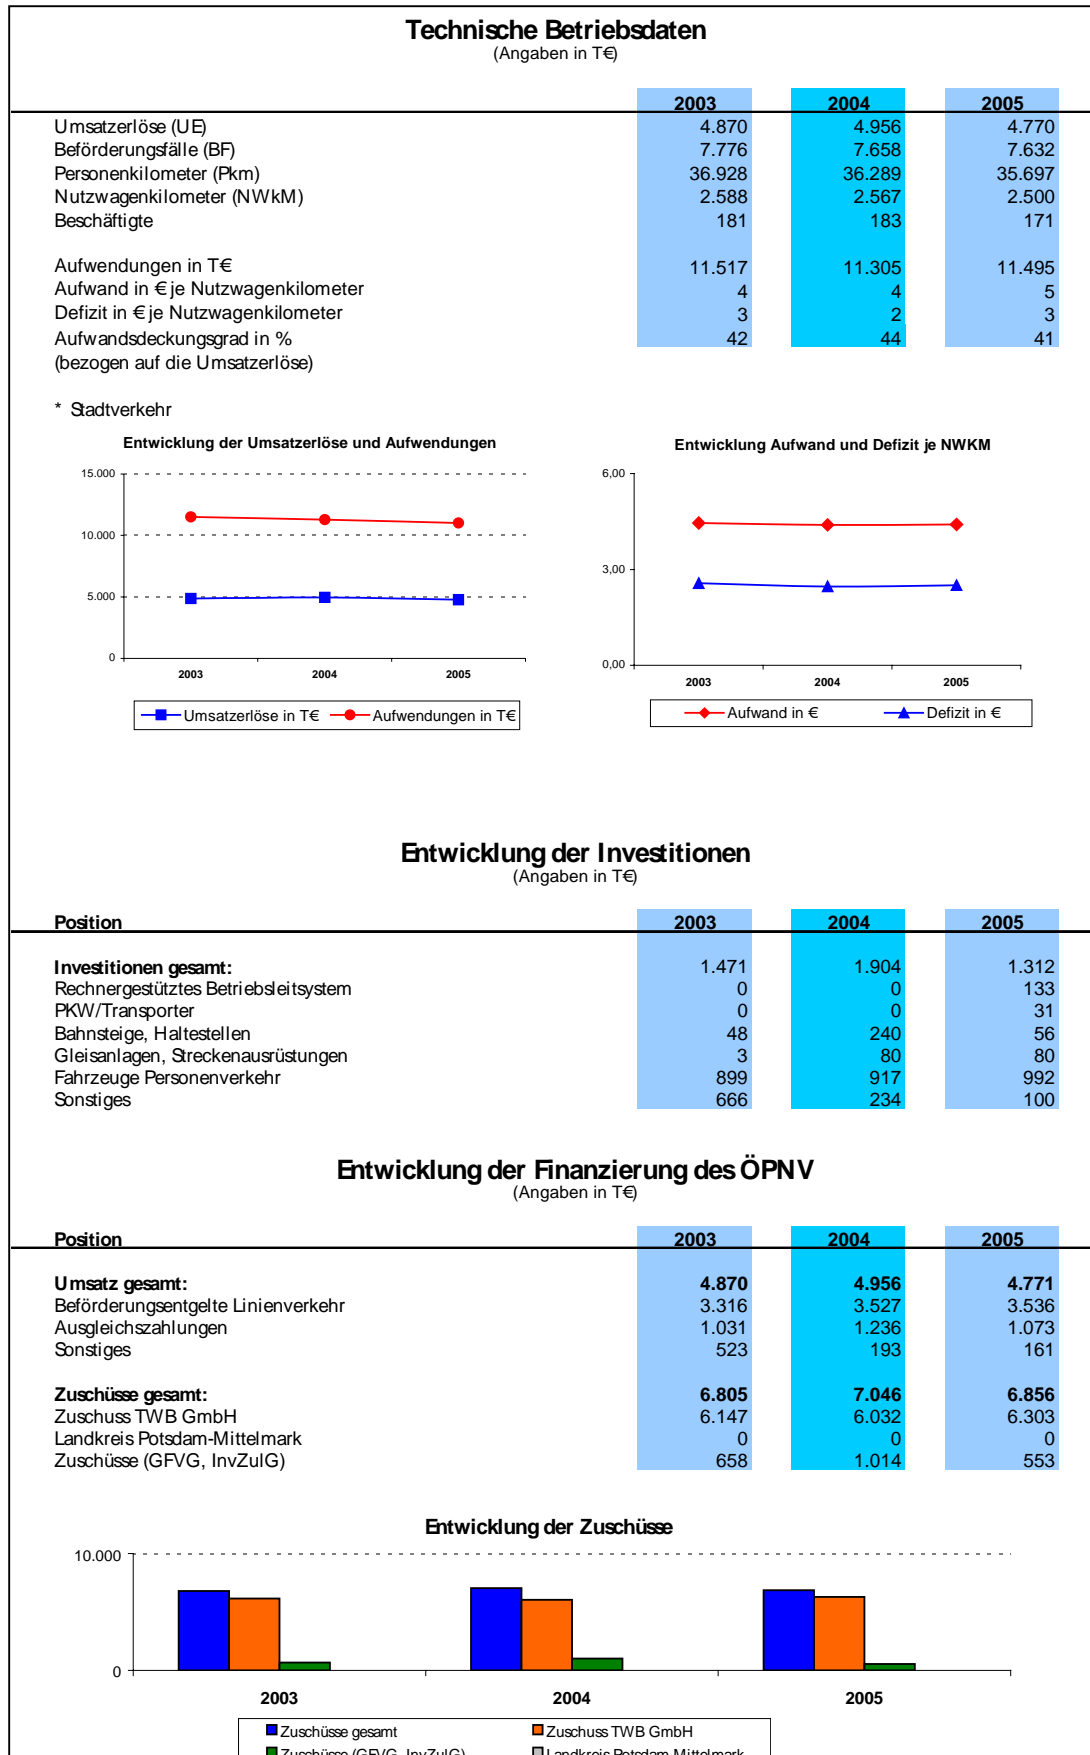 Technische Betriebsdaten
(Angaben in T€)
2003 2004 2005
Umsatzerlöse (UE) 4.870 4.956 4.770
Beförderungsfälle (BF) 7.776 7.658 7.632
Personenkilometer (Pkm) 36.928 36.289 35.697
Nutzwagenkilometer (NWkM) 2.588 2.567 2.500
Beschäftigte 181 183 171
Aufwendungen in T€ 11.517 11.305 11.495
Aufwand in € je Nutzwagenkilometer 4 4 5
Defizit in € je Nutzwagenkilometer 3 2 3
Aufwandsdeckungsgrad in % 42 44 41
(bezogen auf die Umsatzerlöse)
* Stadtverkehr
Entwicklung der Umsatzerlöse und Aufwendungen
15.000
10.000
5.000
0
2003 2004 2005
Umsatzerlöse in T€ Aufwendungen in T€
Entwicklung Aufwand und Defizit je NWKM
6,00
3,00
0,00
2003 2004 2005
Aufwand in € Defizit in €
Entwicklung der Investitionen
(Angaben in T€)
Position 2003 2004 2005
Investitionen gesamt: 1.471 1.904 1.312
Rechnergestütztes Betriebsleitsystem 0 0 133
PKW/Transporter 0 0 31
Bahnsteige, Haltestellen 48 240 56
Gleisanlagen, Streckenausrüstungen 3 80 80
Fahrzeuge Personenverkehr 899 917 992
Sonstiges 666 234 100
Entwicklung der Finanzierung des ÖPNV
(Angaben in T€)
Position 2003 2004 2005
Umsatz gesamt: 4.870 4.956 4.771
Beförderungsentgelte Linienverkehr 3.316 3.527 3.536
Ausgleichszahlungen 1.031 1.236 1.073
Sonstiges 523 193 161
Zuschüsse gesamt: 6.805 7.046 6.856
Zuschuss TWB GmbH 6.147 6.032 6.303
Landkreis Potsdam-Mittelmark 0 0 0
Zuschüsse (GFVG, InvZulG) 658 1.014 553
Entwicklung der Zuschüsse
10.000
0
2003 2004 2005
Zuschüsse gesamt Zuschuss TWB GmbH
Zuschüsse (GFVG, InvZulG) Landkreis Potsdam-Mittelmark